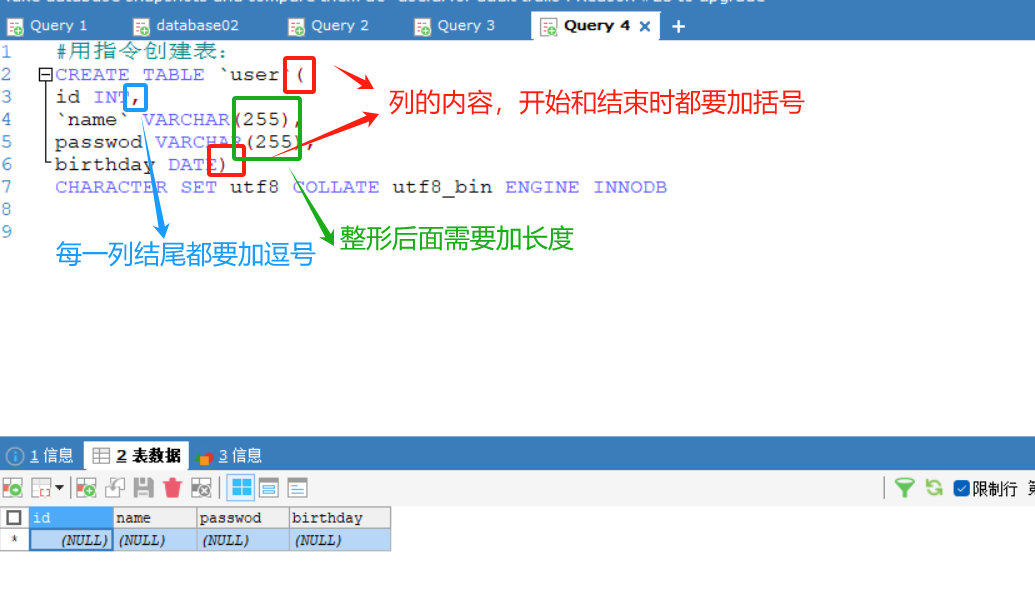 Query 1
database02
Query 2
Query 3
Query 4
1 #用指令创建表:
2 CREATE TABLE `user`(
3 id INT,
4 `name` VARCHAR(255),
5 passwod VARCHAR(255),
6 birthday DATE)
7 CHARACTER SET utf8 COLLATE utf8_bin ENGINE INNODB
8
9
列的内容，开始和结束时都要加括号
整形后面需要加长度
每一列结尾都要加逗号
1 信息
2 表数据
3 信息
限制行
id name passwod birthday
* (NULL) (NULL) (NULL) (NULL)